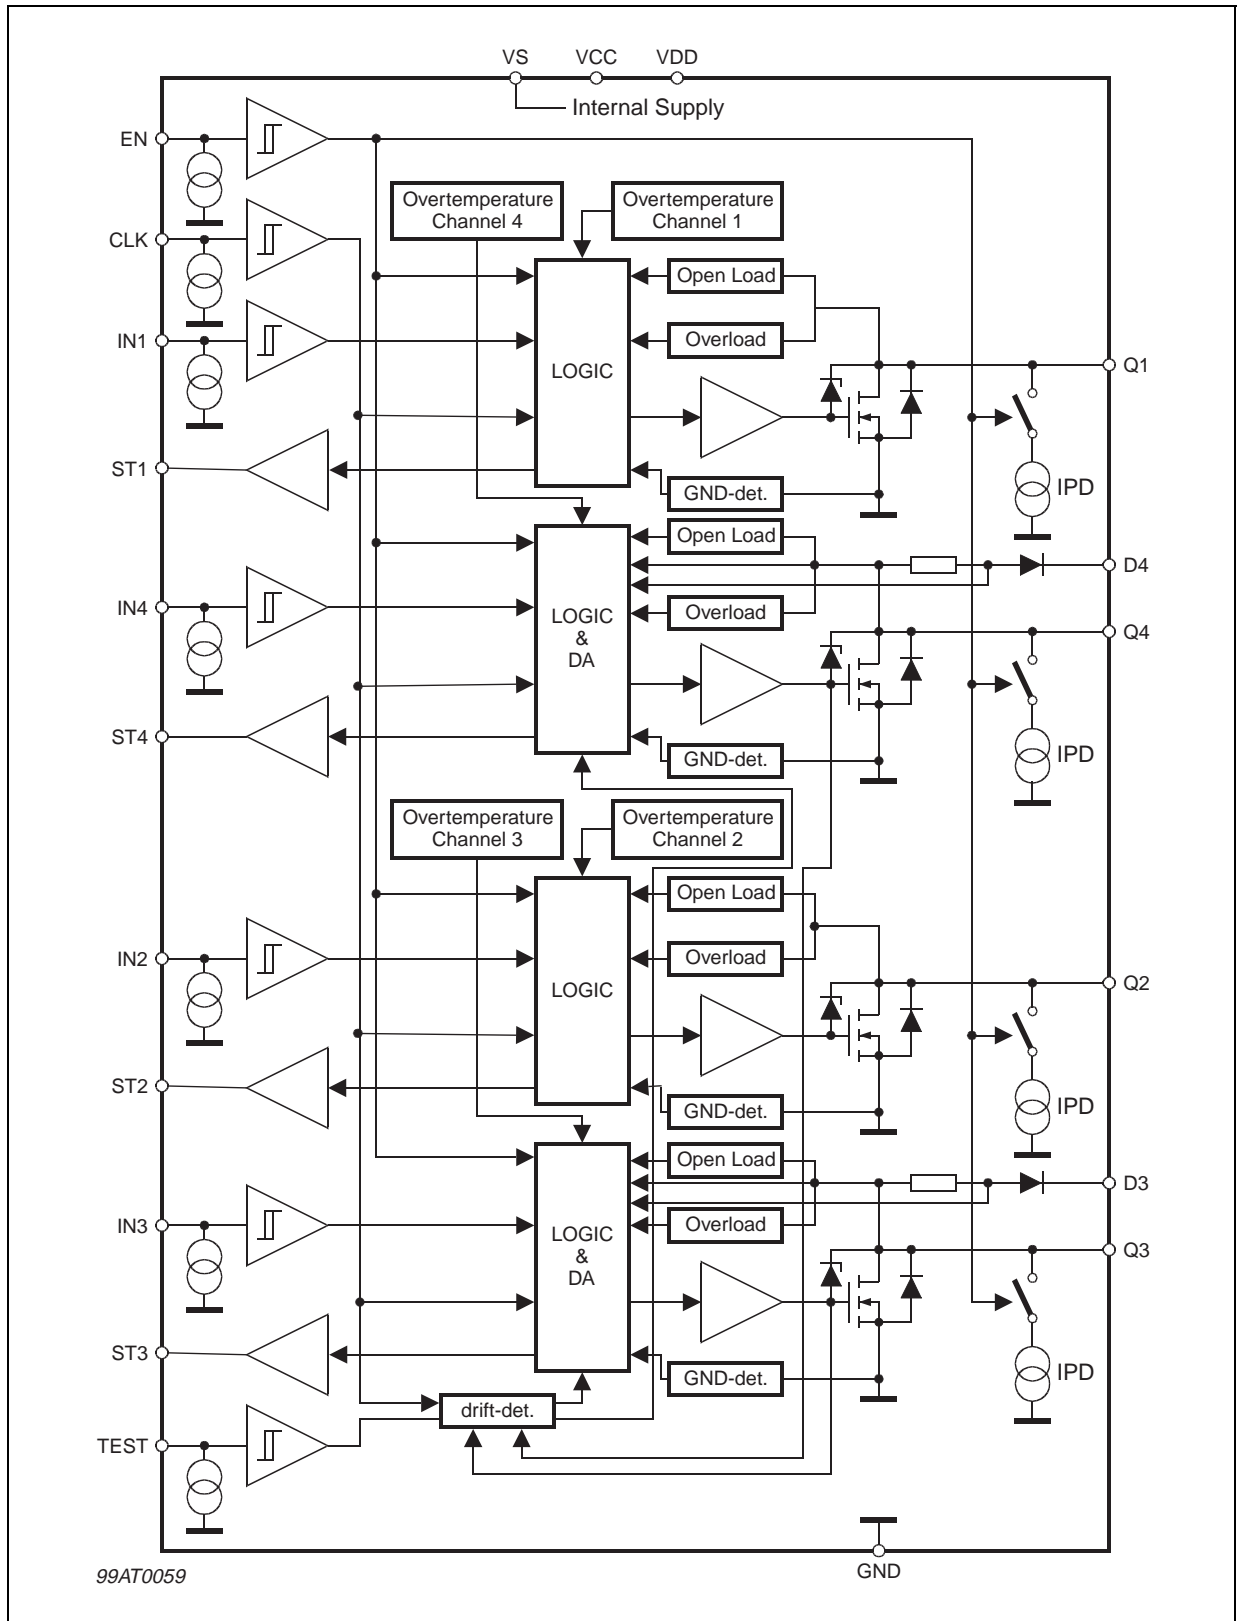 VS
VCC
VDD
Internal Supply
EN
Overtemperature
Channel 4
Overtemperature
Channel 1
CLK
Open Load
IN1
Overload
LOGIC
Q1
ST1
GND-det.
IPD
Open Load
D4
IN4
Overload
LOGIC
&
DA
Q4
ST4
GND-det.
IPD
Overtemperature
Channel 3
Overtemperature
Channel 2
Open Load
IN2
Overload
LOGIC
Q2
ST2
GND-det.
IPD
Open Load
D3
IN3
Overload
LOGIC
&
DA
Q3
ST3
GND-det.
IPD
drift-det.
TEST
GND
99AT0059